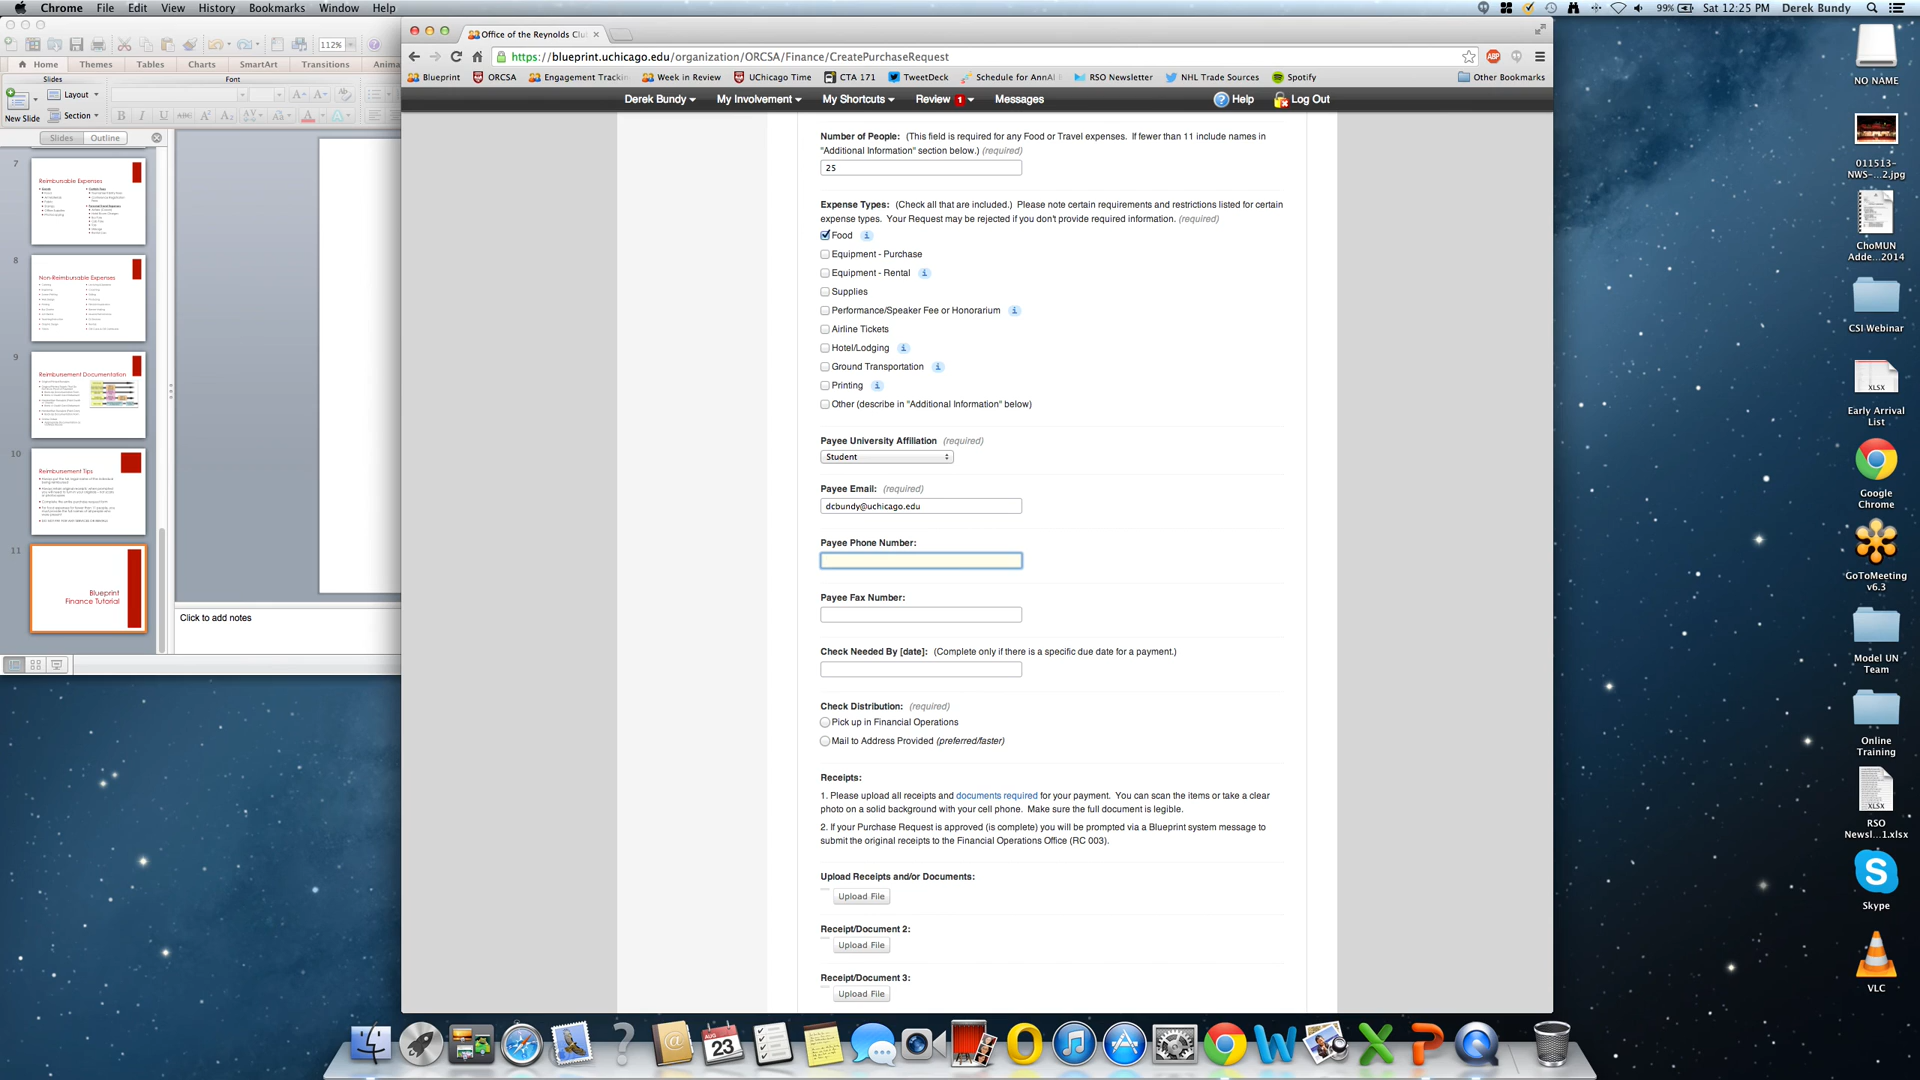 Chrome File Edit View History Bookmarks Window Help
99% Sat 12:25 PM Derek Bundy
112%
Home Themes Tables Charts SmartArt Transitions Anima
Slides Font
New Slide Layout Section
Slides Outline
7
Reimbursable Expenses
8
Non-Reimbursable Expenses
9
Reimbursement Documentation
10
Reimbursement Tips
11
Blueprint
Finance Tutorial
Click to add notes
Office of the Reynolds Clu
https://blueprint.uchicago.edu/organization/ORCSA/Finance/CreatePurchaseRequest
Blueprint ORCSA Engagement Trackin Week in Review UChicago Time CTA 171 TweetDeck Schedule for AnnAl RSO Newsletter NHL Trade Sources Spotify Other Bookmarks
Derek Bundy My Involvement My Shortcuts Review 1 Messages Help Log Out
Number of People: (This field is required for any Food or Travel expenses. If fewer than 11 include names in
"Additional Information" section below.) (required)
25
Expense Types: (Check all that are included.) Please note certain requirements and restrictions listed for certain
expense types. Your Request may be rejected if you don't provide required information. (required)
Food i
Equipment - Purchase
Equipment - Rental i
Supplies
Performance/Speaker Fee or Honorarium i
Airline Tickets
Hotel/Lodging i
Ground Transportation i
Printing i
Other (describe in "Additional Information" below)
Payee University Affiliation (required)
Student
Payee Email: (required)
dcbundy@uchicago.edu
Payee Phone Number:
Payee Fax Number:
Check Needed By [date]: (Complete only if there is a specific due date for a payment.)
Check Distribution: (required)
Pick up in Financial Operations
Mail to Address Provided (preferred/faster)
Receipts:
1. Please upload all receipts and documents required for your payment. You can scan the items or take a clear
photo on a solid background with your cell phone. Make sure the full document is legible.
2. If your Purchase Request is approved (is complete) you will be prompted via a Blueprint system message to
submit the original receipts to the Financial Operations Office (RC 003).
Upload Receipts and/or Documents:
Upload File
Receipt/Document 2:
Upload File
Receipt/Document 3:
Upload File
NO NAME
011513-
NWS-...2.jpg
ChoMUN
Adde...2014
CSI Webinar
XLSX
Early Arrival
List
Google
Chrome
GoToMeeting
v6.3
Model UN
Team
Online
Training
XLSX
RSO
Newsl...1.xlsx
Skype
VLC
AUG
23